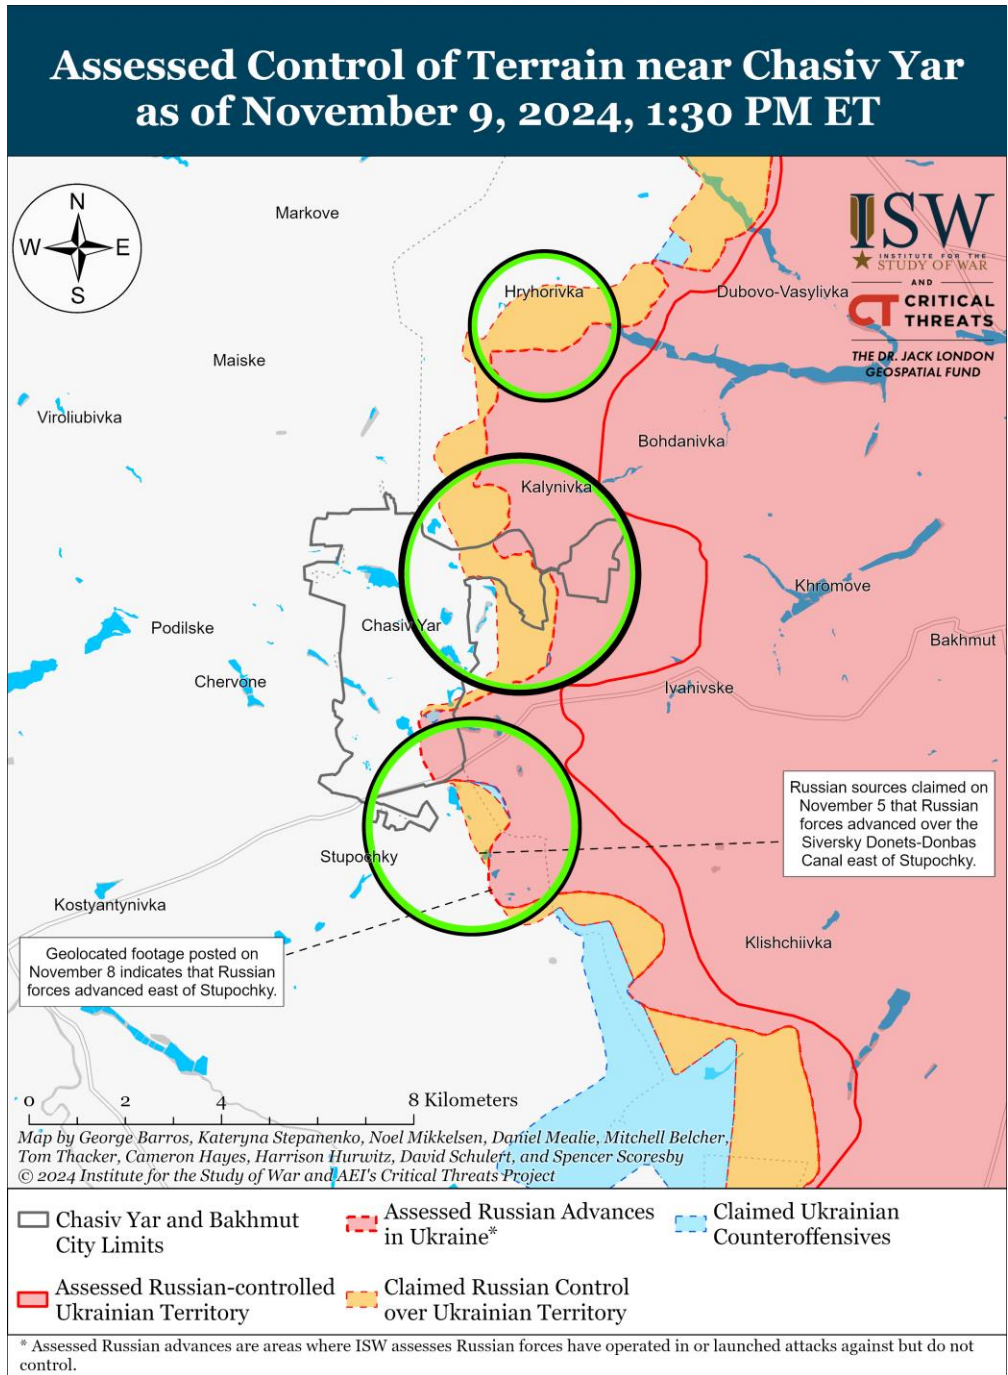 Assessed Control of Terrain near Chasiv Yar
as of November 9, 2024, 1:30 PM ET
N
W
E
S
Markove
ISW
INSTITUTE FOR THE
STUDY OF WAR
AND
CT CRITICAL
THREATS
THE DR. JACK LONDON
GEOSPATIAL FUND
Hryhorivka
Dubovo-Vasylivka
Maiske
Viroliubivka
Bohdanivka
Kalynivka
Khromove
Podilske
Chasiv Yar
Bakhmut
Chervone
Ivanivske
Russian sources claimed on
November 5 that Russian
forces advanced over the
Siversky Donets-Donbas
Canal east of Stupochky.
Stupochky
Kostyantynivka
Klishchiivka
Geolocated footage posted on
November 8 indicates that Russian
forces advanced east of Stupochky.
0 2 4 8 Kilometers
Map by George Barros, Kateryna Stepanenko, Noel Mikkelsen, Daniel Mealie, Mitchell Belcher,
Tom Thacker, Cameron Hayes, Harrison Hurwitz, David Schulert, and Spencer Scoresby
© 2024 Institute for the Study of War and AEI's Critical Threats Project
Chasiv Yar and Bakhmut
City Limits
Assessed Russian Advances
in Ukraine*
Claimed Ukrainian
Counteroffensives
Assessed Russian-controlled
Ukrainian Territory
Claimed Russian Control
over Ukrainian Territory
* Assessed Russian advances are areas where ISW assesses Russian forces have operated in or launched attacks against but do not
control.